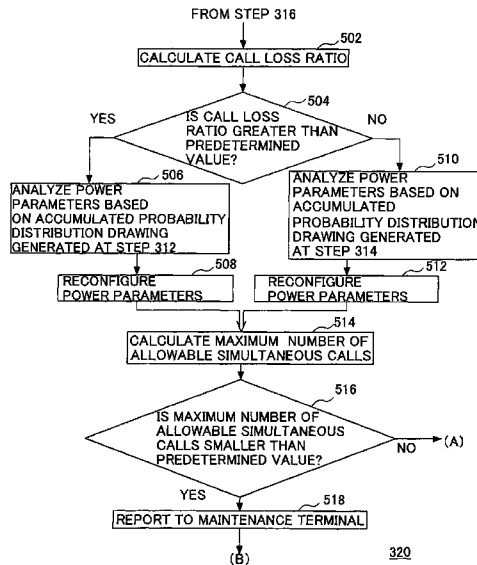 FROM STEP 316
502
CALCULATE CALL LOSS RATIO
504
YES
IS CALL LOSS
RATIO GREATER THAN
PREDETERMINED
VALUE?
NO
506
ANALYZE POWER
PARAMETERS BASED
ON ACCUMULATED PROBABILITY
DISTRIBUTION DRAWING
GENERATED AT STEP 312
510
ANALYZE POWER
PARAMETERS BASED ON
ACCUMULATED
PROBABILITY DISTRIBUTION
DRAWING GENERATED
AT STEP 314
508
RECONFIGURE
POWER PARAMETERS
512
RECONFIGURE
POWER PARAMETERS
514
CALCULATE MAXIMUM NUMBER OF
ALLOWABLE SIMULTANEOUS CALLS
516
IS MAXIMUM NUMBER OF
ALLOWABLE SIMULTANEOUS
CALLS SMALLER THAN
PREDETERMINED VALUE?
NO
(A)
YES
518
REPORT TO MAINTENANCE TERMINAL
(B)
320